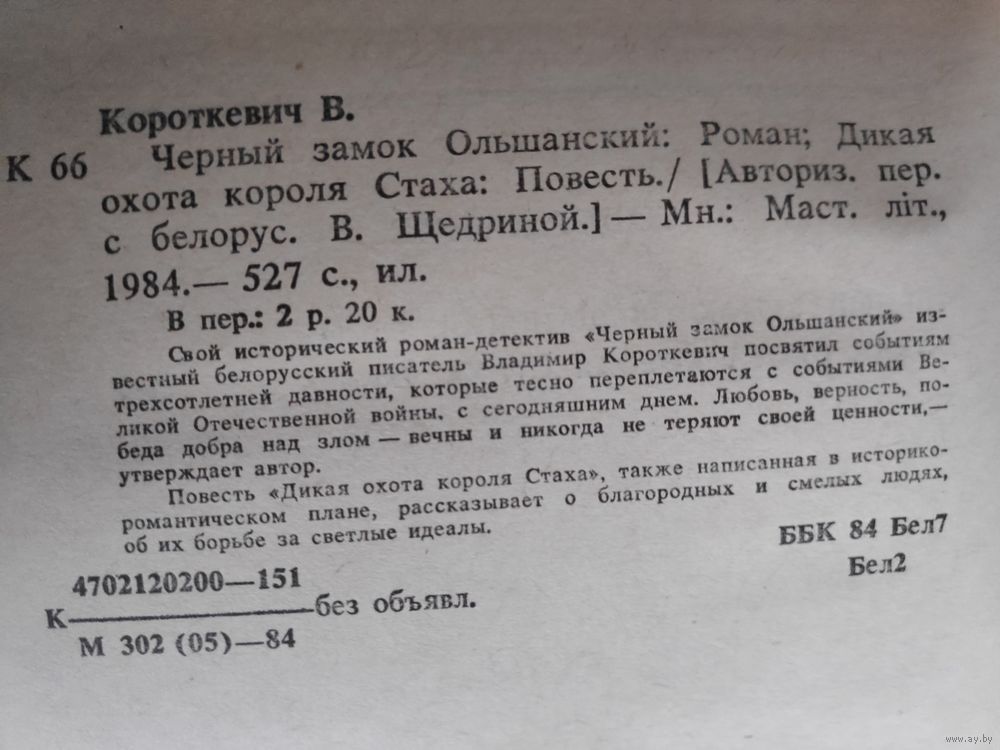 Короткевич В.
К 66 Черный замок Ольшанский: Роман; Дикая
охота короля Стаха: Повесть./ [Авториз. пер.
с белорус. В. Щедриной.] — Мн.: Маст. літ.,
1984.— 527 с., ил.
В пер.: 2 р. 20 к.
Свой исторический роман-детектив «Черный замок Ольшанский» из-
вестный белорусский писатель Владимир Короткевич посвятил событиям
трехсотлетней давности, которые тесно переплетаются с событиями Ве-
ликой Отечественной войны, с сегодняшним днем. Любовь, верность, по-
беда добра над злом — вечны и никогда не теряют своей ценности,—
утверждает автор.
Повесть «Дикая охота короля Стаха», также написанная в историко-
романтическом плане, рассказывает о благородных и смелых людях,
об их борьбе за светлые идеалы.
ББК 84 Бел7
Бел2
4702120200—151
К—без объявл.
М 302 (05)—84
www.ay.by